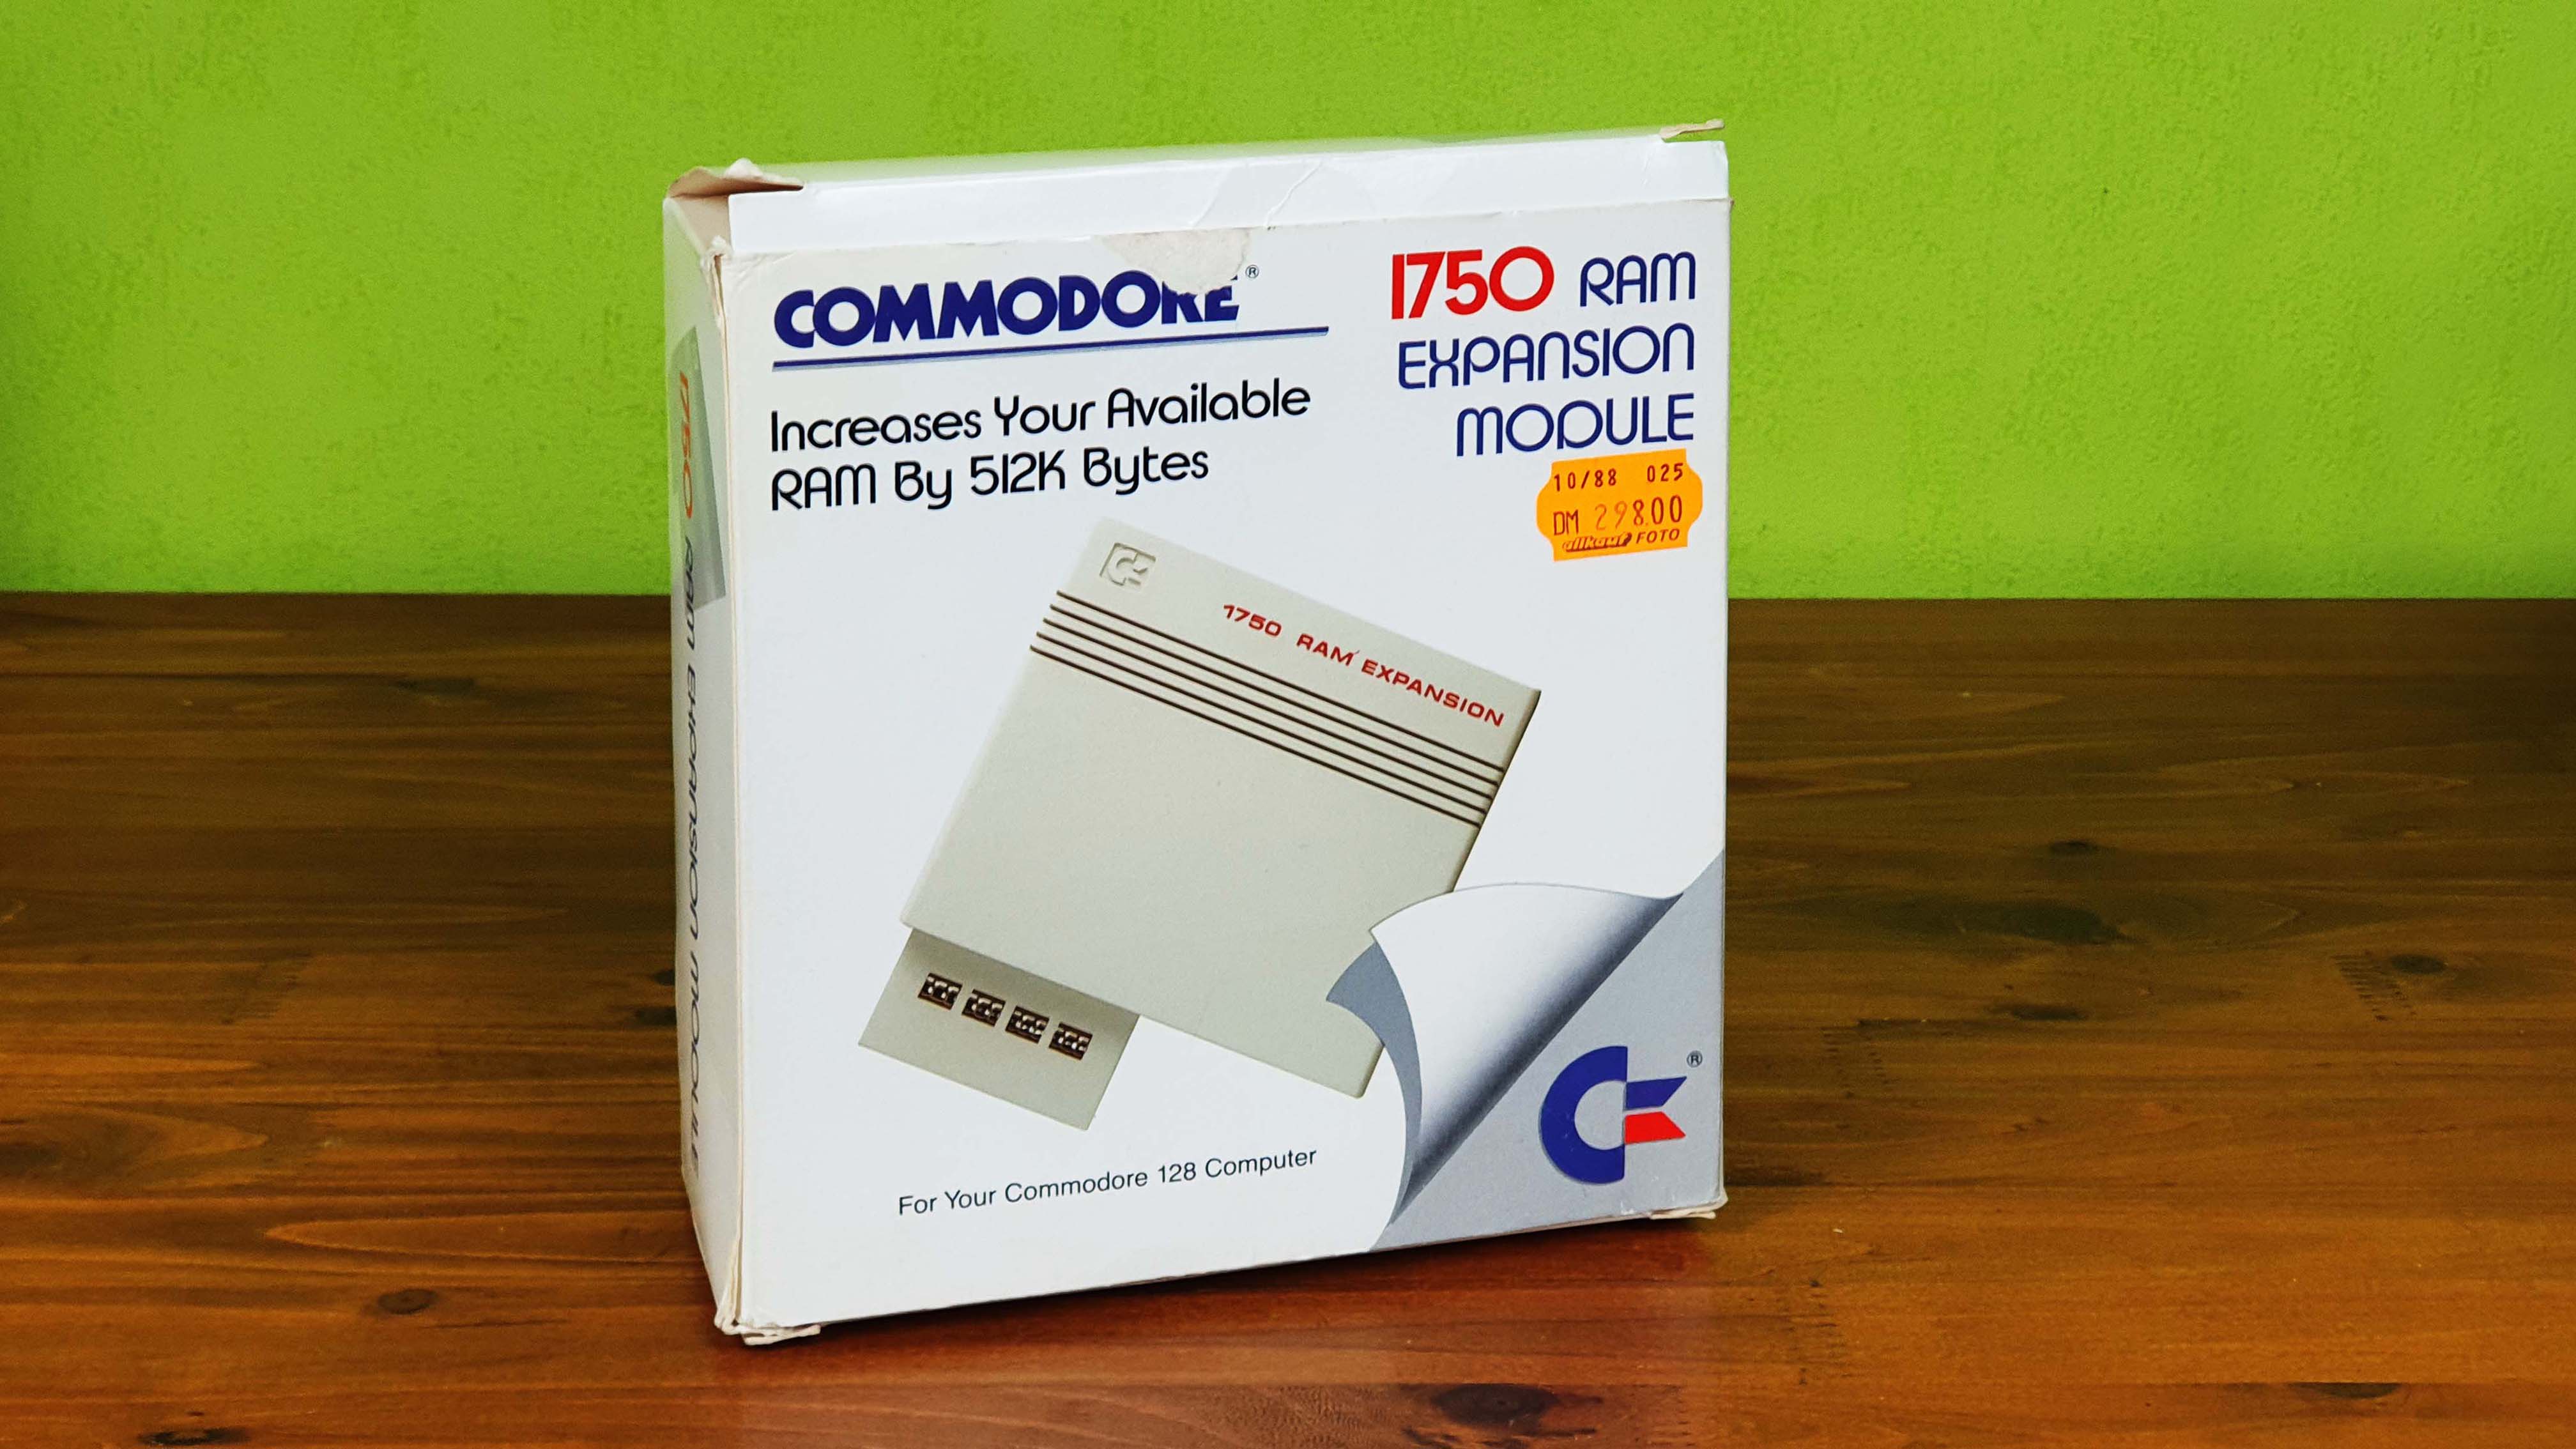 COMMODORE®
Increases Your Available
RAM By 512K Bytes
1750 RAM
EXPANSION
MODULE
10/88 025
DM 298.00
allkauf FOTO
1750 RAM EXPANSION
For Your Commodore 128 Computer
®
1750 RAM EXPANSION MODULE